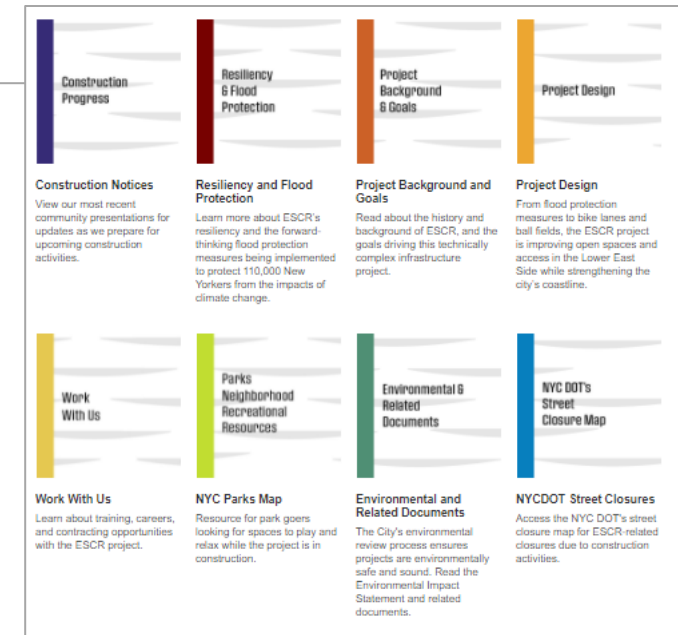 Construction
Progress
Resiliency
& Flood
Protection
Project
Background
& Goals
Project Design
Construction Notices
View our most recent
community presentations for
updates as we prepare for
upcoming construction
activities.
Resiliency and Flood
Protection
Learn more about ESCR's
resiliency and the forward-
thinking flood protection
measures being implemented
to protect 110,000 New
Yorkers from the impacts of
climate change.
Project Background and
Goals
Read about the history and
background of ESCR, and the
goals driving this technically
complex infrastructure
project.
Project Design
From flood protection
measures to bike lanes and
ball fields, the ESCR project
is improving open spaces and
access in the Lower East
Side while strengthening the
city's coastline.
Work
With Us
Parks
Neighborhood
Recreational
Resources
Environmental &
Related
Documents
NYC DOT's
Street
Closure Map
Work With Us
Learn about training, careers,
and contracting opportunities
with the ESCR project.
NYC Parks Map
Resource for park goers
looking for spaces to play and
relax while the project is in
construction.
Environmental and
Related Documents
The City's environmental
review process ensures
projects are environmentally
safe and sound. Read the
Environmental Impact
Statement and related
documents.
NYCDOT Street Closures
Access the NYC DOT's street
closure map for ESCR-related
closures due to construction
activities.